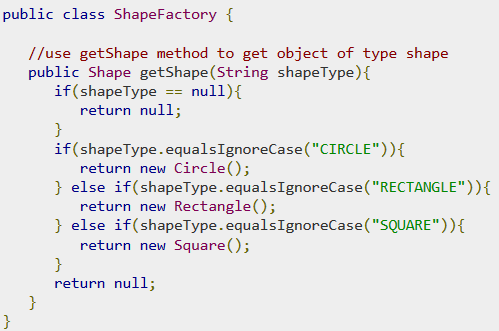 public class ShapeFactory {
//use getShape method to get object of type shape
public Shape getShape(String shapeType){
if(shapeType == null){
return null;
}
if(shapeType.equalsIgnoreCase("CIRCLE")){
return new Circle();
} else if(shapeType.equalsIgnoreCase("RECTANGLE")){
return new Rectangle();
} else if(shapeType.equalsIgnoreCase("SQUARE")){
return new Square();
}
return null;
}
}